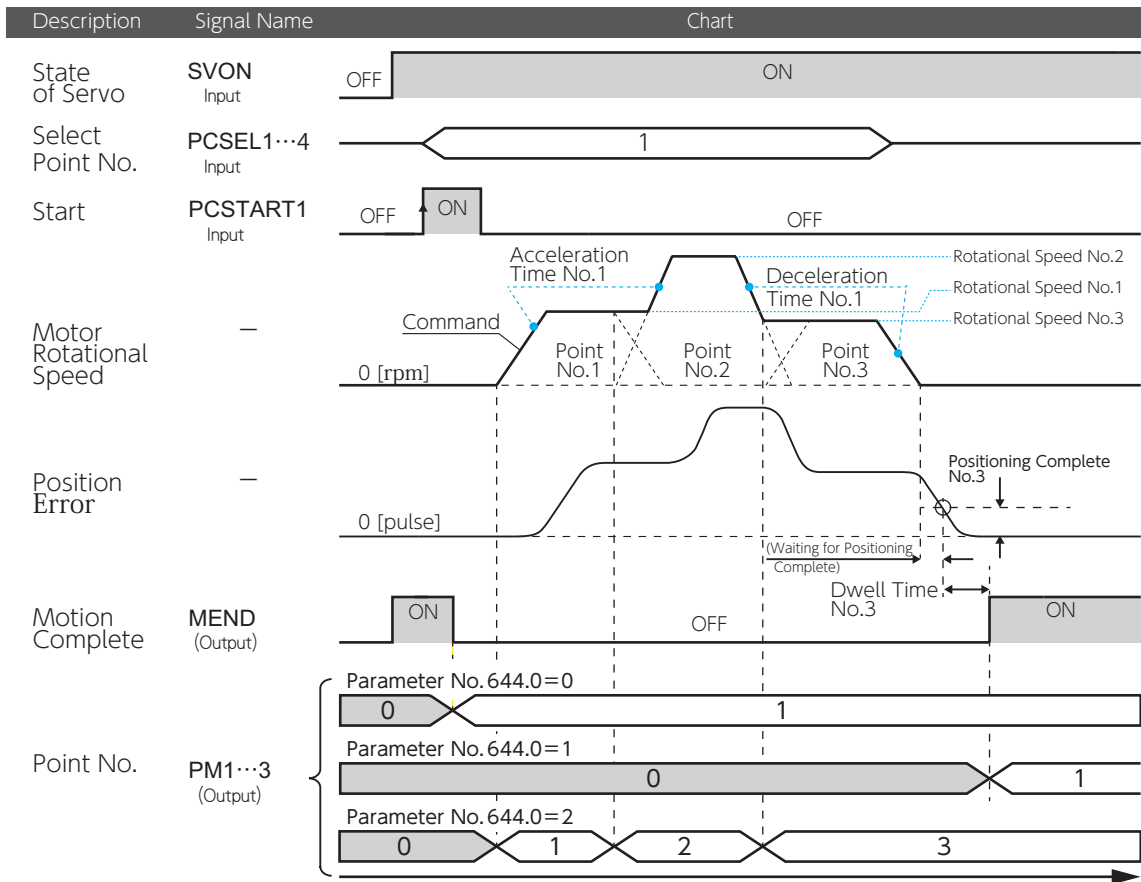 Description Signal Name Chart
State
of Servo
SVON
Input
OFF
ON
Select
Point No.
PCSEL1…4
Input
1
Start
PCSTART1
Input
OFF
ON
OFF
Motor
Rotational
Speed
–
Acceleration
Time No.1
Deceleration
Time No.1
Rotational Speed No.2
Rotational Speed No.1
Rotational Speed No.3
Command
Point
No.1
Point
No.2
Point
No.3
0 [rpm]
Position
Error
–
Positioning Complete
No.3
0 [pulse]
(Waiting for Positioning
Complete)
Dwell Time
No.3
Motion
Complete
MEND
(Output)
ON
OFF
ON
Point No.
PM1…3
(Output)
Parameter No. 644.0=0
0 1
Parameter No. 644.0=1
0 1
Parameter No. 644.0=2
0 1 2 3